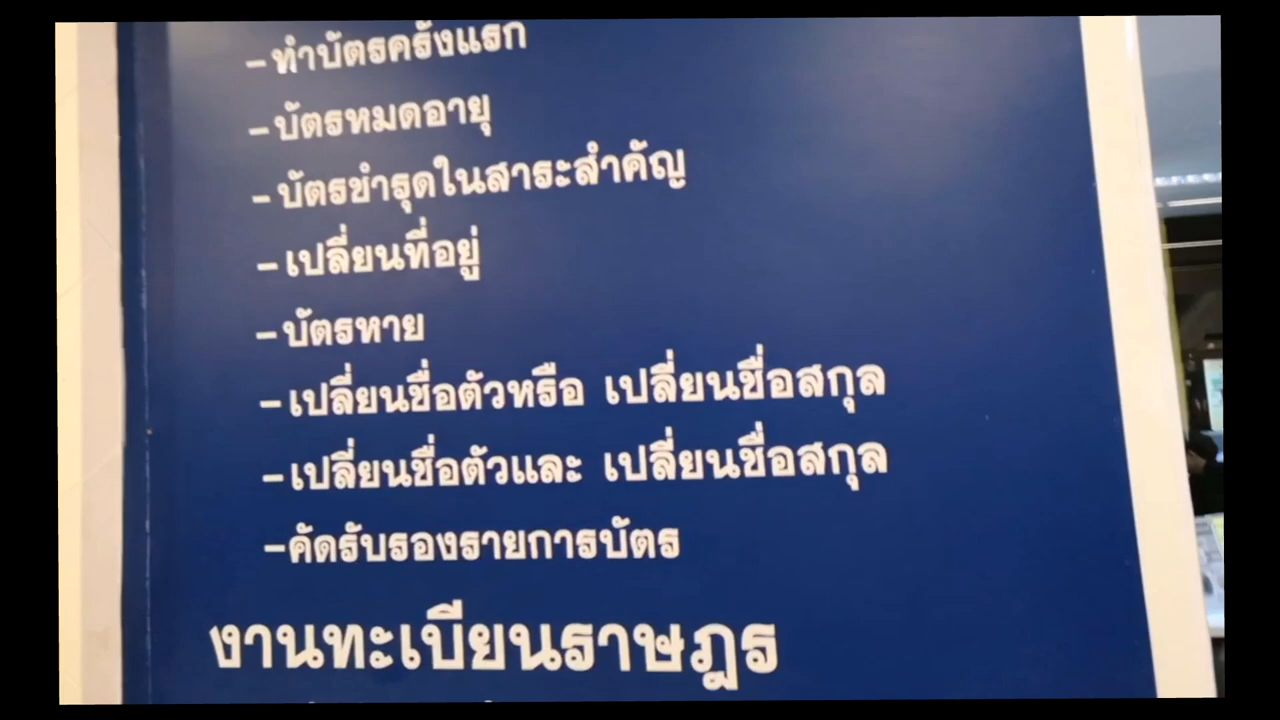 -ทำบัตรครั้งแรก
-บัตรหมดอายุ
-บัตรชำรุดในสาระสำคัญ
-เปลี่ยนที่อยู่
-บัตรหาย
-เปลี่ยนชื่อตัวหรือ เปลี่ยนชื่อสกุล
-เปลี่ยนชื่อตัวและ เปลี่ยนชื่อสกุล
-คัดรับรองรายการบัตร
งานทะเบียนราษฎร